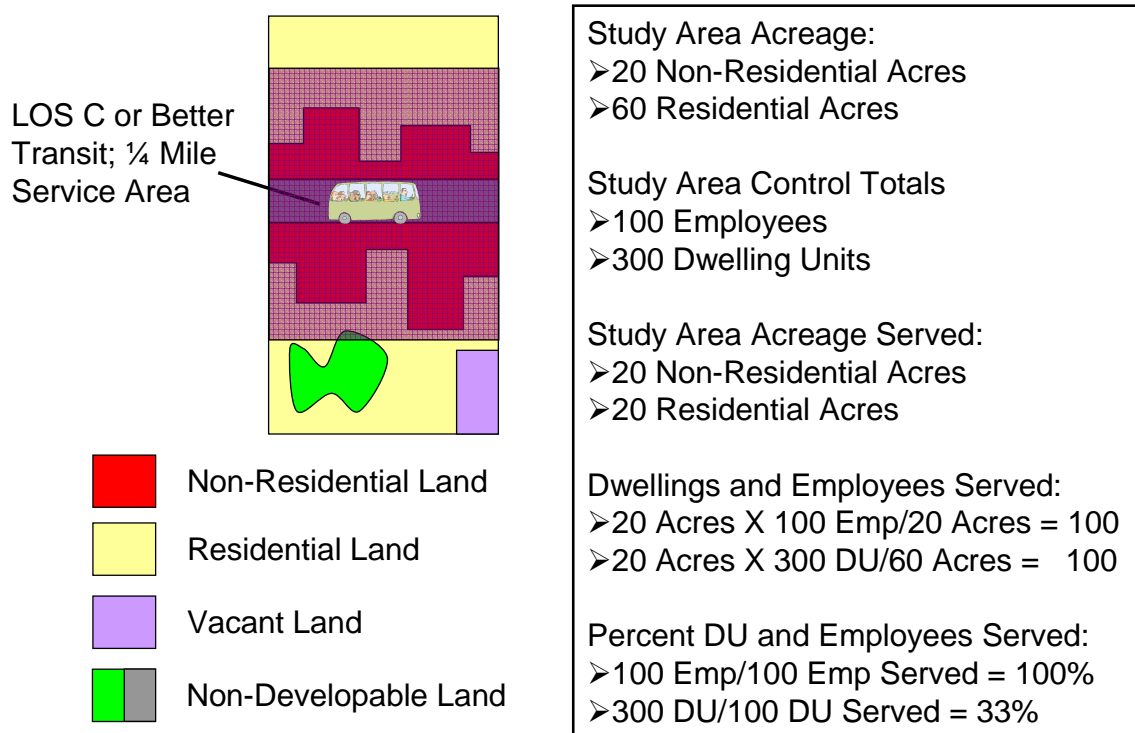 LOS C or Better
Transit; ¼ Mile
Service Area
Non-Residential Land
Residential Land
Vacant Land
Non-Developable Land
Study Area Acreage:
➢20 Non-Residential Acres
➢60 Residential Acres
Study Area Control Totals
➢100 Employees
➢300 Dwelling Units
Study Area Acreage Served:
➢20 Non-Residential Acres
➢20 Residential Acres
Dwellings and Employees Served:
➢20 Acres X 100 Emp/20 Acres = 100
➢20 Acres X 300 DU/60 Acres = 100
Percent DU and Employees Served:
➢100 Emp/100 Emp Served = 100%
➢300 DU/100 DU Served = 33%